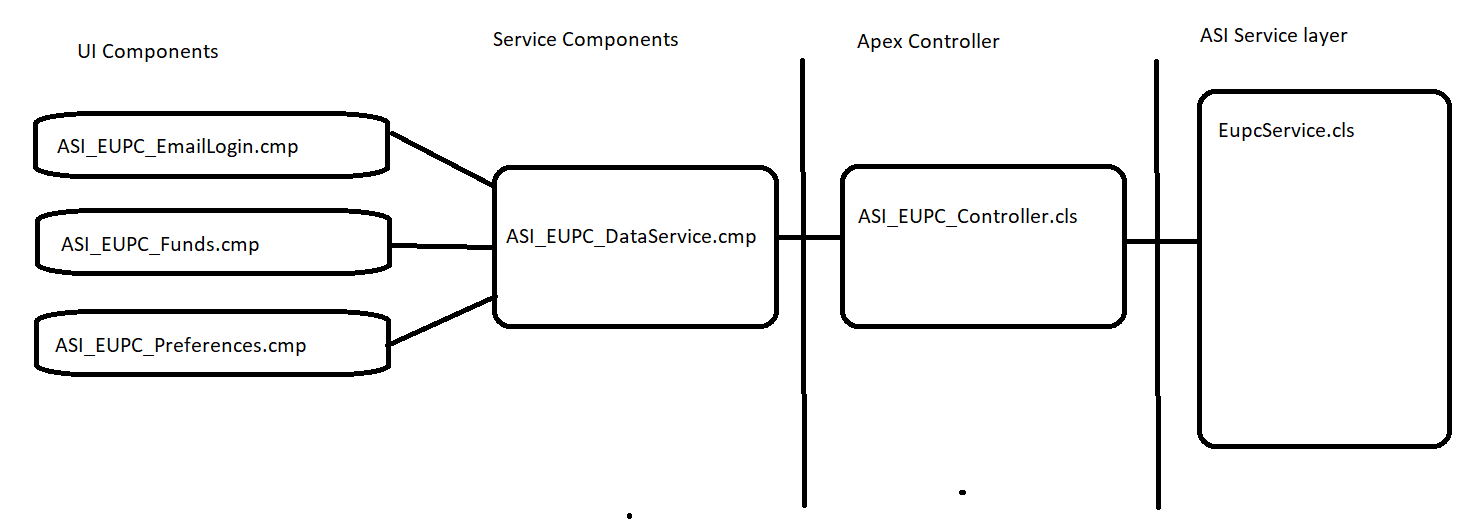 UI Components
Service Components
Apex Controller
ASI Service layer
ASI_EUPC_EmailLogin.cmp
ASI_EUPC_Funds.cmp
ASI_EUPC_Preferences.cmp
ASI_EUPC_DataService.cmp
ASI_EUPC_Controller.cls
EupcService.cls